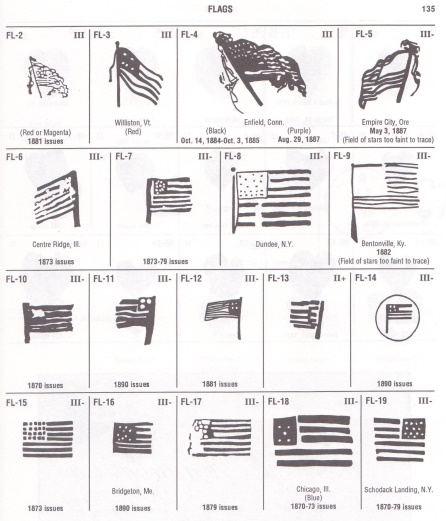 FLAGS 135
FL-2 III FL-3 III FL-4 III FL-5 III-
Williston, Vt.
(Red)
Enfield, Conn.
(Black) (Purple)
Oct. 14, 1884-Oct. 3, 1885 Aug. 29, 1887
Empire City, Ore
May 3, 1887
(Field of stars too faint to trace)
(Red or Magenta)
1881 issues
FL-6 III- FL-7 III- FL-8 III- FL-9 III-
Centre Ridge, Ill.
1873 issues
1873-79 issues
Dundee, N.Y.
Bentonville, Ky.
1882
(Field of stars too faint to trace)
FL-10 III- FL-11 III- FL-12 III- FL-13 II+ FL-14 III-
1870 issues 1890 issues 1881 issues 1890 issues
FL-15 III- FL-16 III- FL-17 III- FL-18 III- FL-19 III-
1873 issues
Bridgeton, Me.
1890 issues
1879 issues
Chicago, Ill.
(Blue)
1870-73 issues
Schodack Landing, N.Y.
1870-79 issues